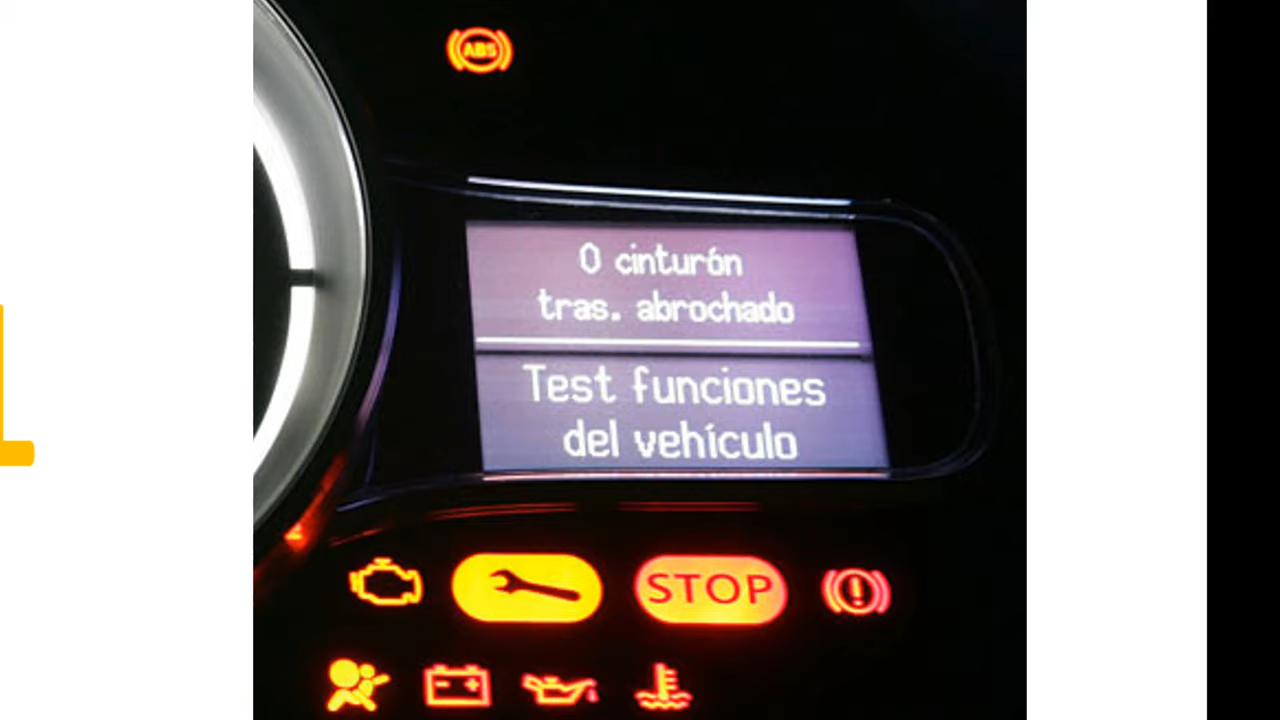 ABS
0 cinturón
tras. abrochado
Test funciones
del vehículo
STOP